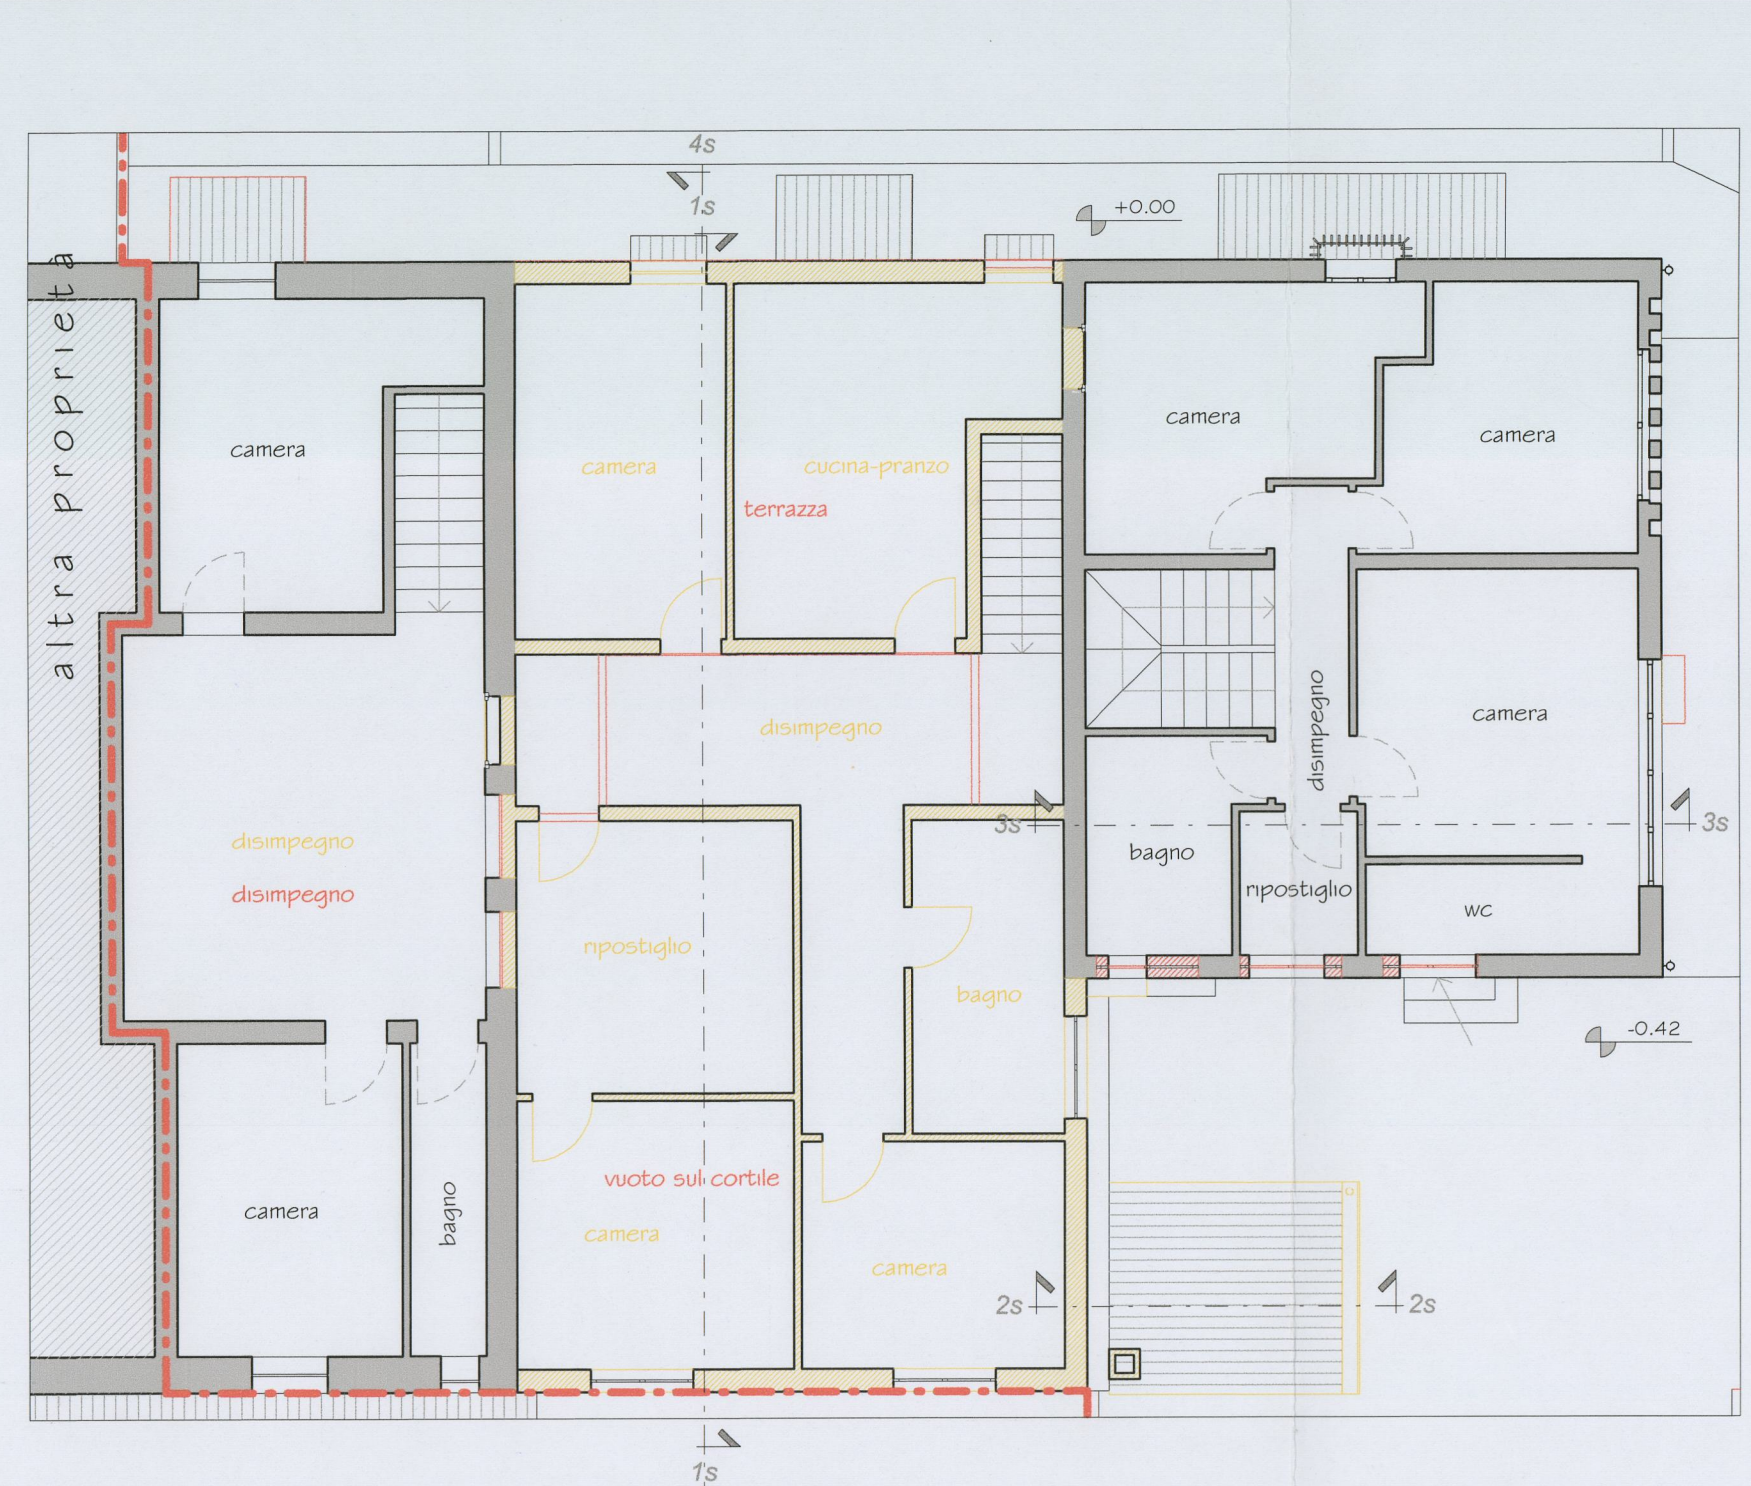 4s
1s
+0.00
altra proprietà
camera
camera
cucina-pranzo
terrazza
camera
camera
disimpegno
disimpegno
camera
disimpegno
disimpegno
3s
3s
bagno
ripostiglio
wc
ripostiglio
bagno
-0.42
vuoto sul cortile
camera
bagno
camera
camera
2s
2s
1s